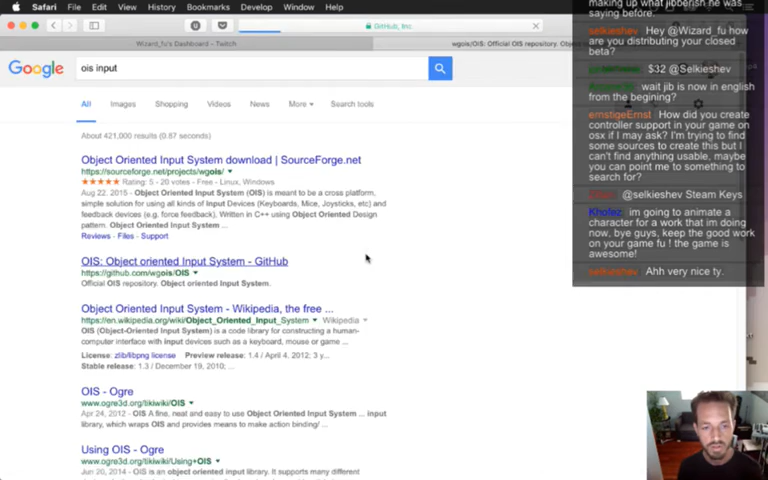 Safari File Edit View History Bookmarks Develop Window Help
GitHub, Inc.
Wizard_fu's Dashboard - Twitch
wgois/OIS: Official OIS repository. Object
Google
ois input
All Images Shopping Videos News More Search tools
About 421,000 results (0.67 seconds)
Object Oriented Input System download | SourceForge.net
https://sourceforge.net/projects/wgois/
Rating: 5 - 20 votes - Free - Linux, Windows
Aug 22, 2015 - Object Oriented Input System (OIS) is meant to be a cross platform,
simple solution for using all kinds of Input Devices (Keyboards, Mice, Joysticks, etc) and
feedback devices (e.g. force feedback), Written in C++ using Object Oriented Design
pattern. Object Oriented Input System ...
Reviews - Files - Support
OIS: Object oriented Input System - GitHub
https://github.com/wgois/OIS
Official OIS repository. Object oriented Input System.
Object Oriented Input System - Wikipedia, the free ...
https://en.wikipedia.org/wiki/Object_Oriented_Input_System Wikipedia
OIS (Object-Oriented Input System) is a code library for constructing a human-
computer interface with input devices such as a keyboard, mouse or game ...
License: zlib/libpng license Preview release: 1.4 / April 4, 2012; 3 y...
Stable release: 1.3 / December 19, 2010; ...
OIS - Ogre
www.ogre3d.org/tikiwiki/OIS
Apr 24, 2012 - OIS A fine, neat and easy to use Object Oriented Input System ... input
library, which wraps OIS and provides means to make action binding/ ...
Using OIS - Ogre
www.ogre3d.org/tikiwiki/Using+OIS
Jun 20, 2014 - OIS is an object oriented input library. It supports many different
making up what jibberish he was
saying before.
selkieshev Hey @Wizard_fu how
are you distributing your closed
beta?
$32 @Selkieshev
wait jib is now in english
from the begining?
ernstigeErnst How did you create
controller support in your game on
osx if I may ask? I'm trying to find
some sources to create this but I
can't find anything usable, maybe
you can point me to something to
search for?
@selkieshev Steam Keys
Khofez im going to animate a
character for a work that im doing
now, bye guys, keep the good work
on your game fu ! the game is
awesome!
selkieshev Ahh very nice ty.